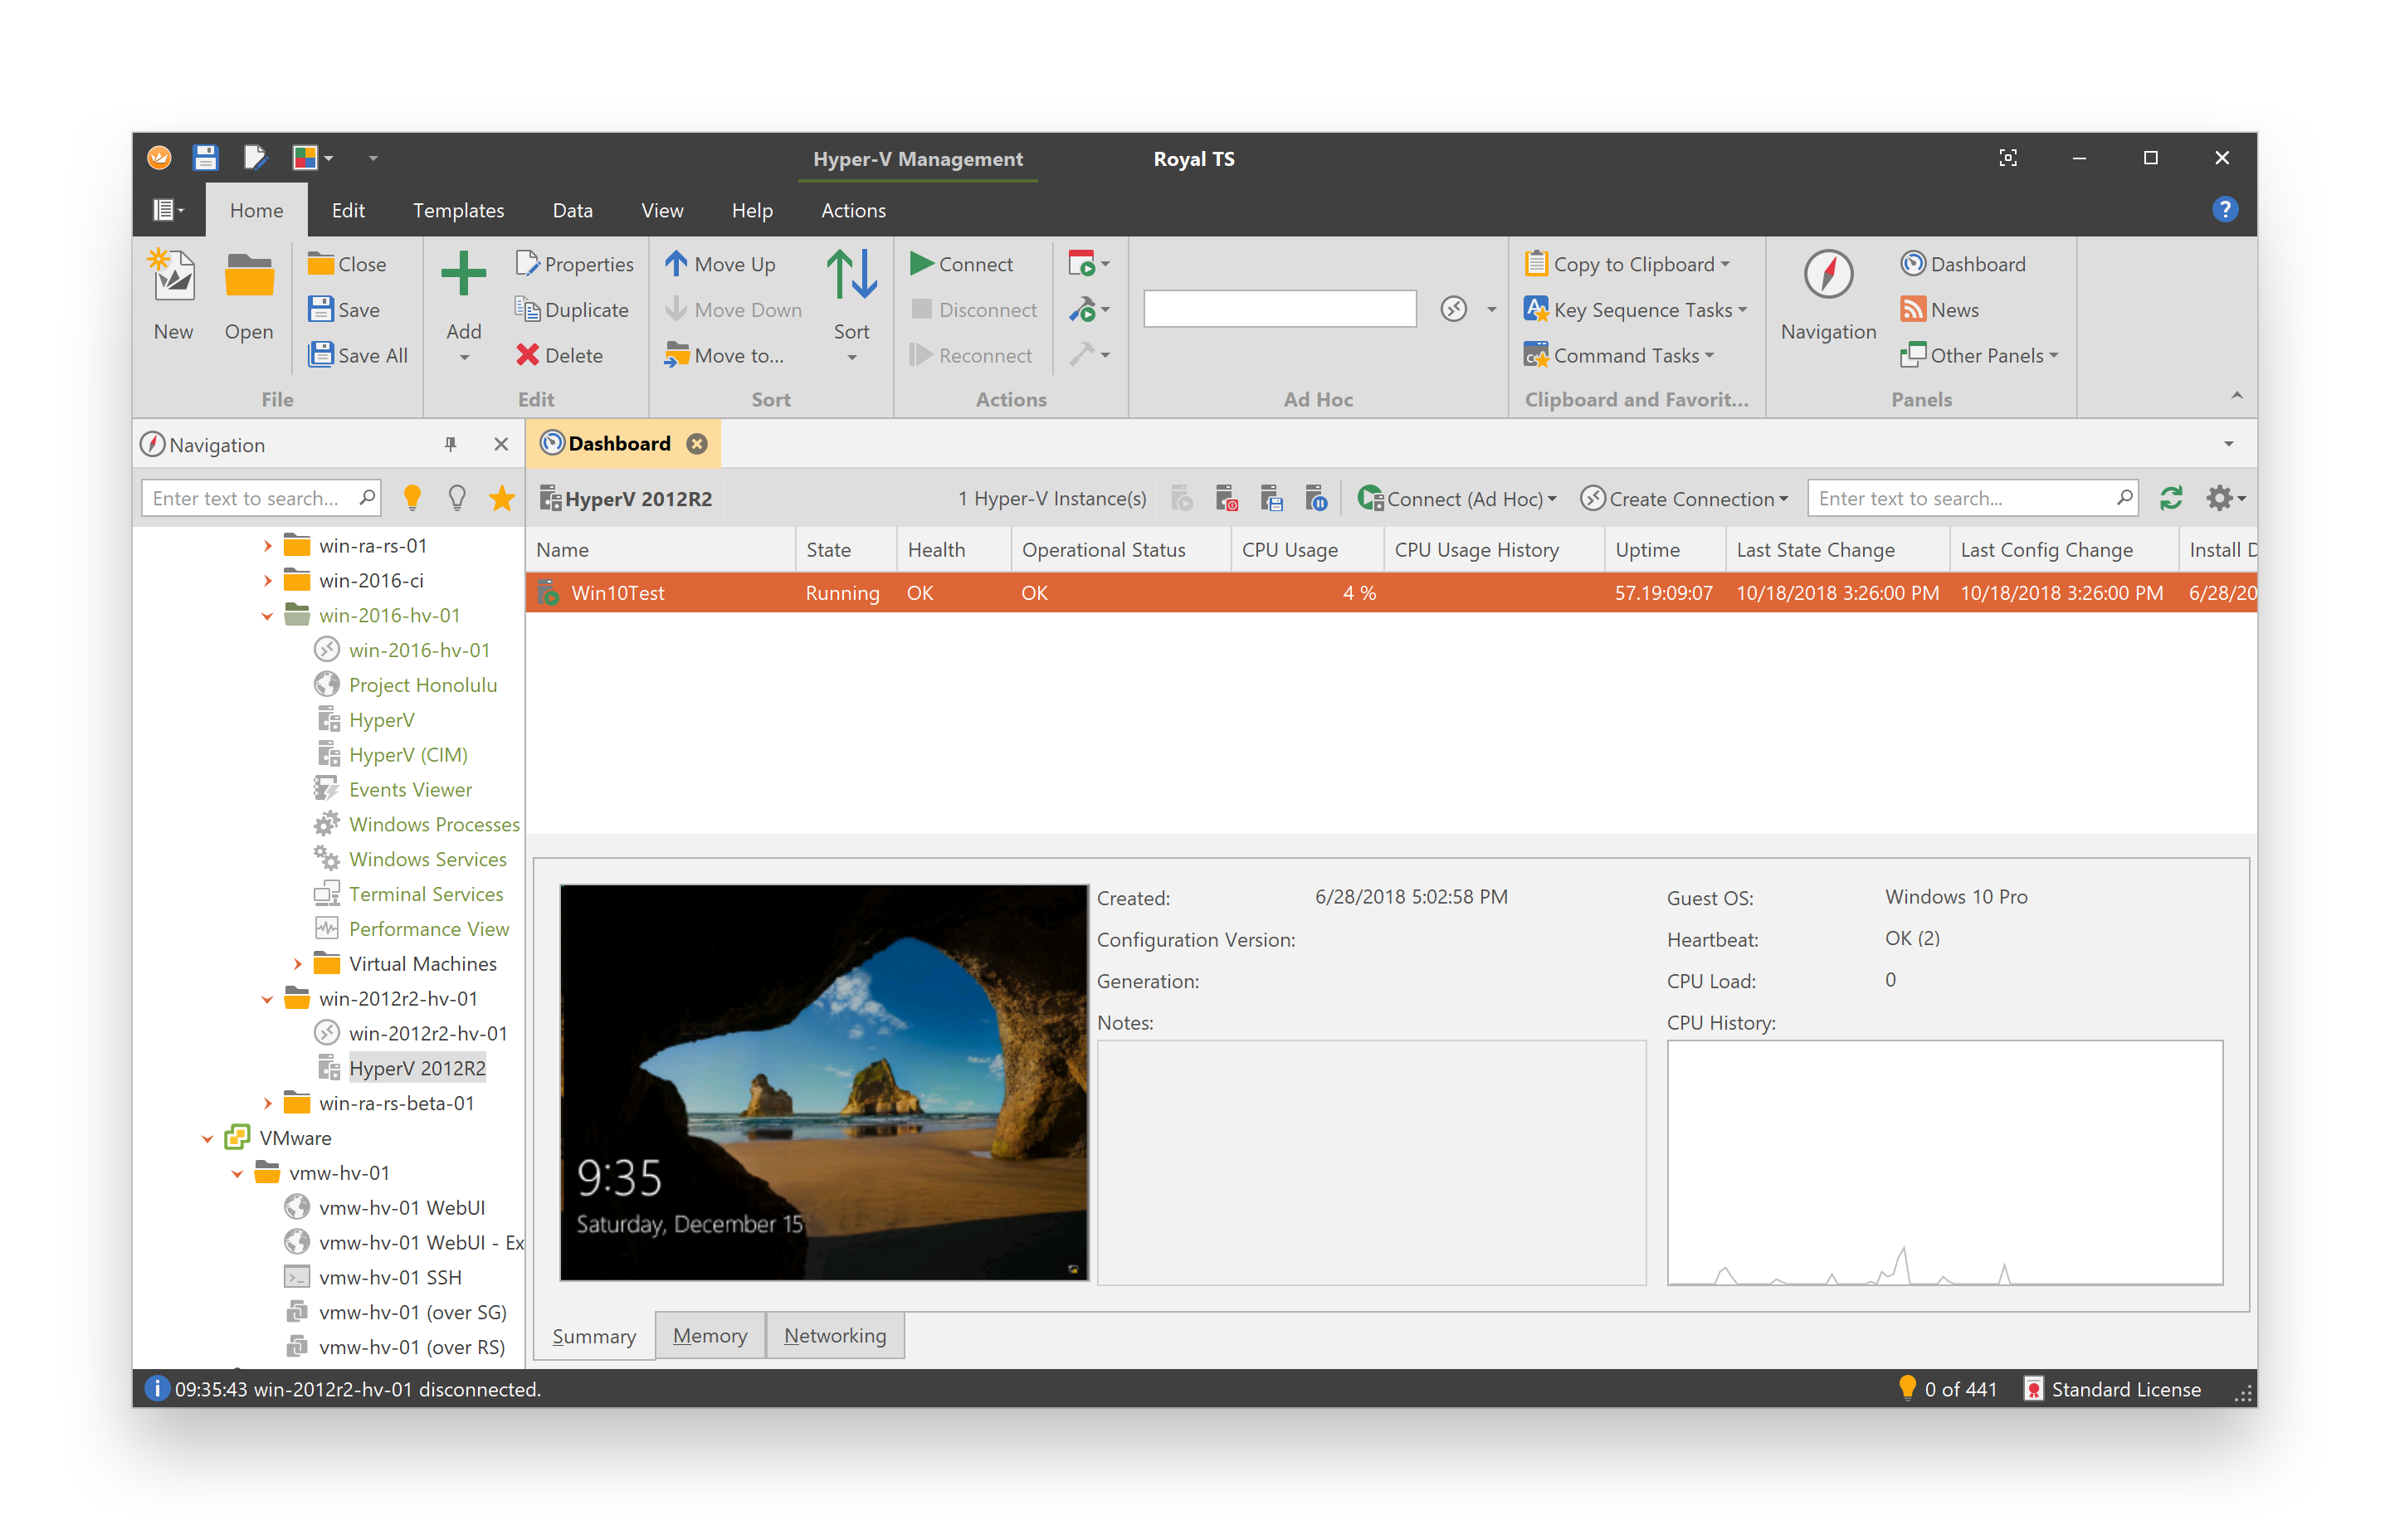 Hyper-V Management
Royal TS
Home
Edit
Templates
Data
View
Help
Actions
New
Open
Close
Save
Save All
File
Add
Properties
Duplicate
Delete
Edit
Move Up
Move Down
Move to...
Sort
Sort
Connect
Disconnect
Reconnect
Actions
Ad Hoc
Copy to Clipboard
Key Sequence Tasks
Command Tasks
Clipboard and Favorit...
Navigation
Dashboard
News
Other Panels
Panels
Navigation
Dashboard
Enter text to search...
HyperV 2012R2
1 Hyper-V Instance(s)
Connect (Ad Hoc)
Create Connection
Enter text to search...
win-ra-rs-01
win-2016-ci
win-2016-hv-01
win-2016-hv-01
Project Honolulu
HyperV
HyperV (CIM)
Events Viewer
Windows Processes
Windows Services
Terminal Services
Performance View
Virtual Machines
win-2012r2-hv-01
win-2012r2-hv-01
HyperV 2012R2
win-ra-rs-beta-01
VMware
vmw-hv-01
vmw-hv-01 WebUI
vmw-hv-01 WebUI - Ex
vmw-hv-01 SSH
vmw-hv-01 (over SG)
vmw-hv-01 (over RS)
Name State Health Operational Status CPU Usage CPU Usage History Uptime Last State Change Last Config Change Install D
Win10Test Running OK OK 4 % 57.19:09:07 10/18/2018 3:26:00 PM 10/18/2018 3:26:00 PM 6/28/20
9:35
Saturday, December 15
Created: 6/28/2018 5:02:58 PM
Configuration Version:
Generation:
Notes:
Guest OS: Windows 10 Pro
Heartbeat: OK (2)
CPU Load: 0
CPU History:
Summary
Memory
Networking
09:35:43 win-2012r2-hv-01 disconnected.
0 of 441
Standard License